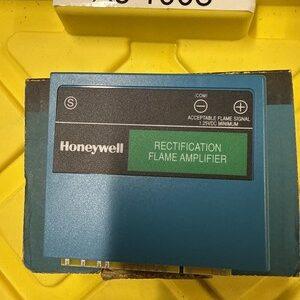 S
(COM)
− +
ACCEPTABLE FLAME SIGNAL
1.25VDC MINIMUM
Honeywell
RECTIFICATION
FLAME AMPLIFIER